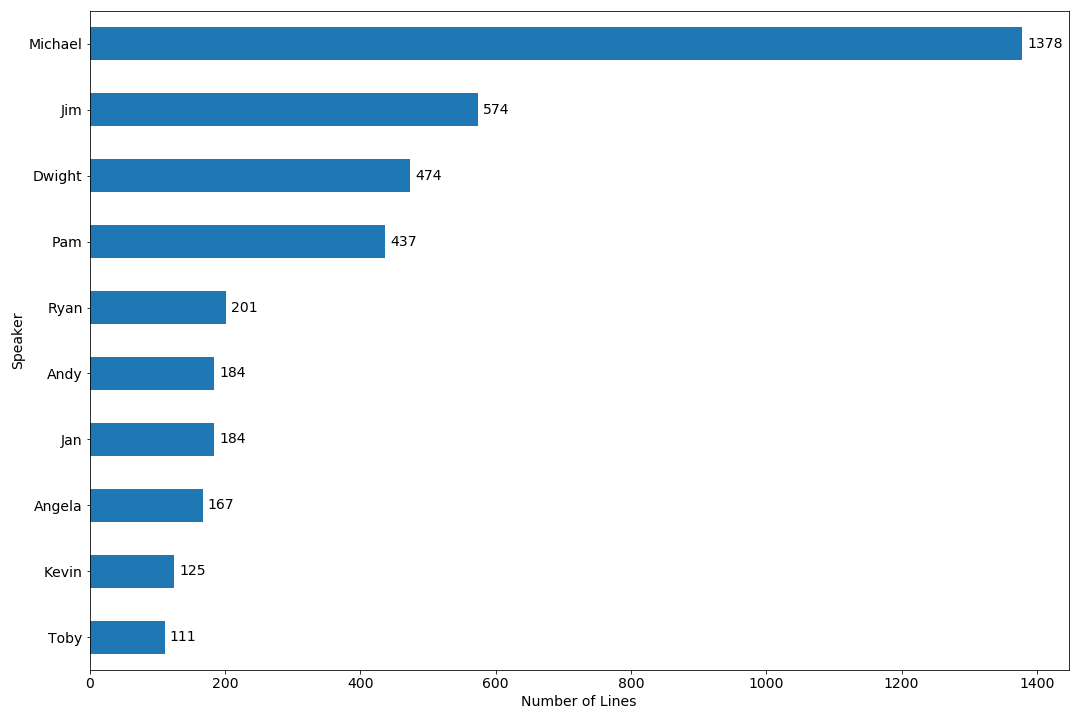 Michael 1378
Jim 574
Dwight 474
Pam 437
Ryan 201
Andy 184
Jan 184
Angela 167
Kevin 125
Toby 111
Speaker
0 200 400 600 800 1000 1200 1400
Number of Lines